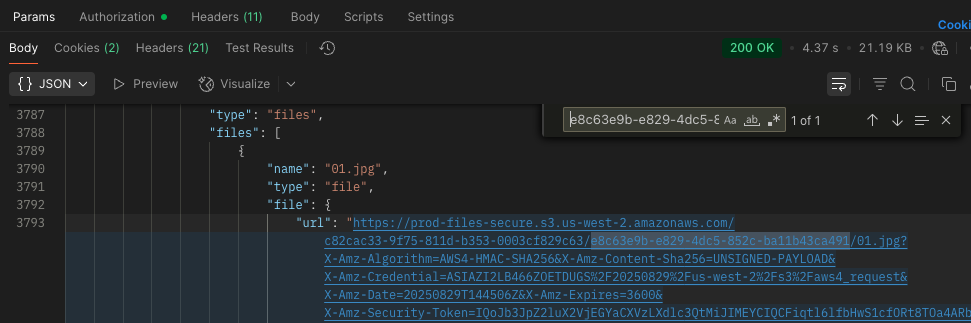 Params Authorization Headers (11) Body Scripts Settings
Cooki
Body Cookies (2) Headers (21) Test Results 200 OK • 4.37 s • 21.19 KB •
{} JSON Preview Visualize
e8c63e9b-e829-4dc5-8 Aa ab .* 1 of 1
3787 "type": "files",
3788 "files": [
3789 {
3790 "name": "01.jpg",
3791 "type": "file",
3792 "file": {
3793 "url": "https://prod-files-secure.s3.us-west-2.amazonaws.com/
c82cac33-9f75-811d-b353-0003cf829c63/e8c63e9b-e829-4dc5-852c-ba11b43ca491/01.jpg?
X-Amz-Algorithm=AWS4-HMAC-SHA256&X-Amz-Content-Sha256=UNSIGNED-PAYLOAD&
X-Amz-Credential=ASIAZI2LB466ZOETDUGS%2F20250829%2Fus-west-2%2Fs3%2Faws4_request&
X-Amz-Date=20250829T144506Z&X-Amz-Expires=3600&
X-Amz-Security-Token=IQoJb3JpZ2luX2VjEGYaCXVzLXdlc3QtMiJIMEYCIQCFiqtl6lfbHwS1cfORt8TOa4ARb